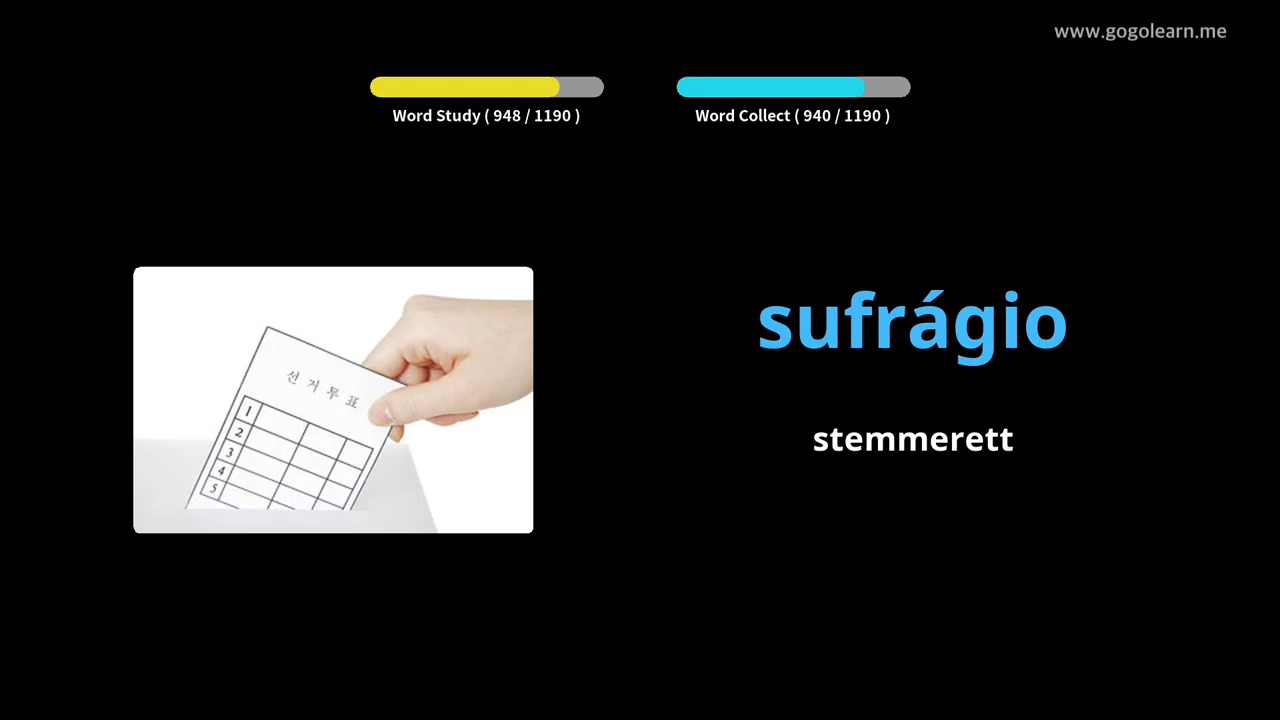 www.gogolearn.me
Word Study ( 948 / 1190 )
Word Collect ( 940 / 1190 )
선거투표
1
2
3
4
5
sufrágio
stemmerett